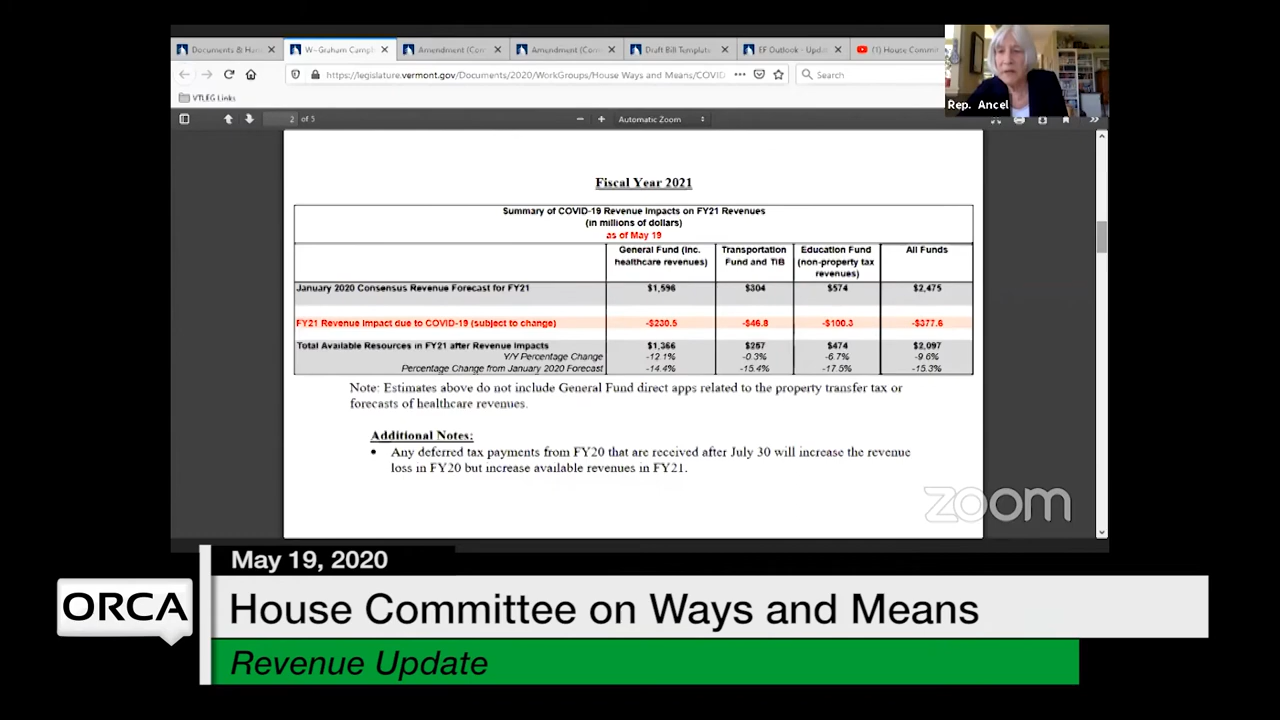 Documents & Han
W~Graham Campb
Amendment (Com
Amendment (Com
Draft Bill Template
EF Outlook - Upda
(1) House Commit
https://legislature.vermont.gov/Documents/2020/WorkGroups/House Ways and Means/COVID
Search
Rep. Ancel
VTLEG Links
2 of 5
Automatic Zoom
Fiscal Year 2021
Summary of COVID-19 Revenue Impacts on FY21 Revenues
(in millions of dollars)
as of May 19
General Fund (inc. healthcare revenues)
Transportation Fund and TIB
Education Fund (non-property tax revenues)
All Funds
January 2020 Consensus Revenue Forecast for FY21 $1,596 $304 $574 $2,475
FY21 Revenue Impact due to COVID-19 (subject to change) -$230.5 -$46.8 -$100.3 -$377.6
Total Available Resources in FY21 after Revenue Impacts $1,366 $257 $474 $2,097
Y/Y Percentage Change -12.1% -0.3% -6.7% -9.6%
Percentage Change from January 2020 Forecast -14.4% -15.4% -17.5% -15.3%
Note: Estimates above do not include General Fund direct apps related to the property transfer tax or
forecasts of healthcare revenues.
Additional Notes:
• Any deferred tax payments from FY20 that are received after July 30 will increase the revenue
loss in FY20 but increase available revenues in FY21.
zoom
May 19, 2020
ORCA
House Committee on Ways and Means
Revenue Update